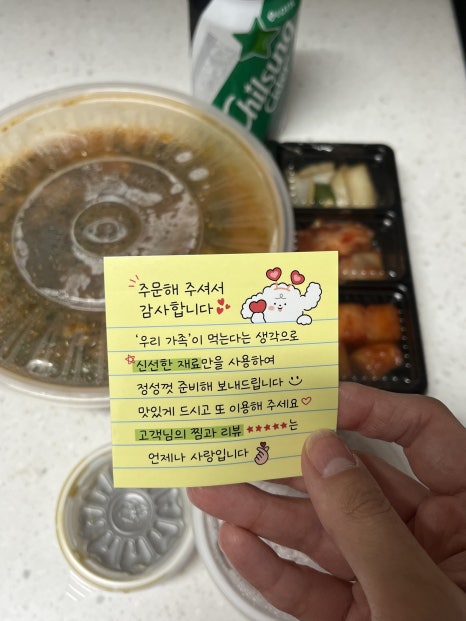 Chilsung
주문해 주셔서
감사합니다
'우리 가족'이 먹는다는 생각으로
신선한 재료만을 사용하여
정성껏 준비해 보내드립니다
맛있게 드시고 또 이용해 주세요♡
고객님의 찜과 리뷰 ★★★★★는
언제나 사랑입니다